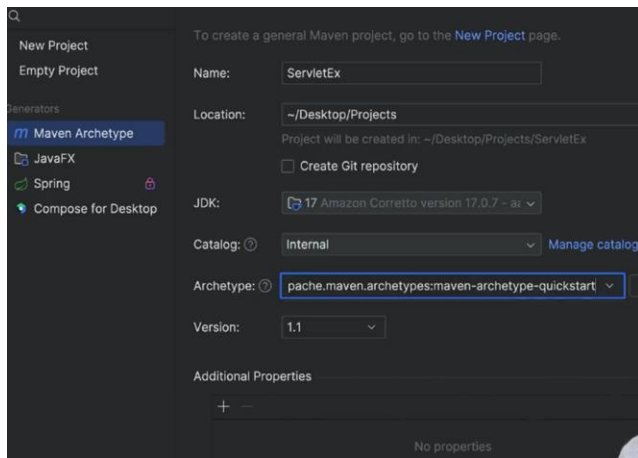 New Project
Empty Project
Generators
Maven Archetype
JavaFX
Spring
Compose for Desktop
To create a general Maven project, go to the New Project page.
Name: ServletEx
Location: ~/Desktop/Projects
Project will be created in: ~/Desktop/Projects/ServletEx
Create Git repository
JDK: 17 Amazon Corretto version 17.0.7 -
Catalog: Internal Manage catalog
Archetype: pache.maven.archetypes:maven-archetype-quickstart
Version: 1.1
Additional Properties
No properties